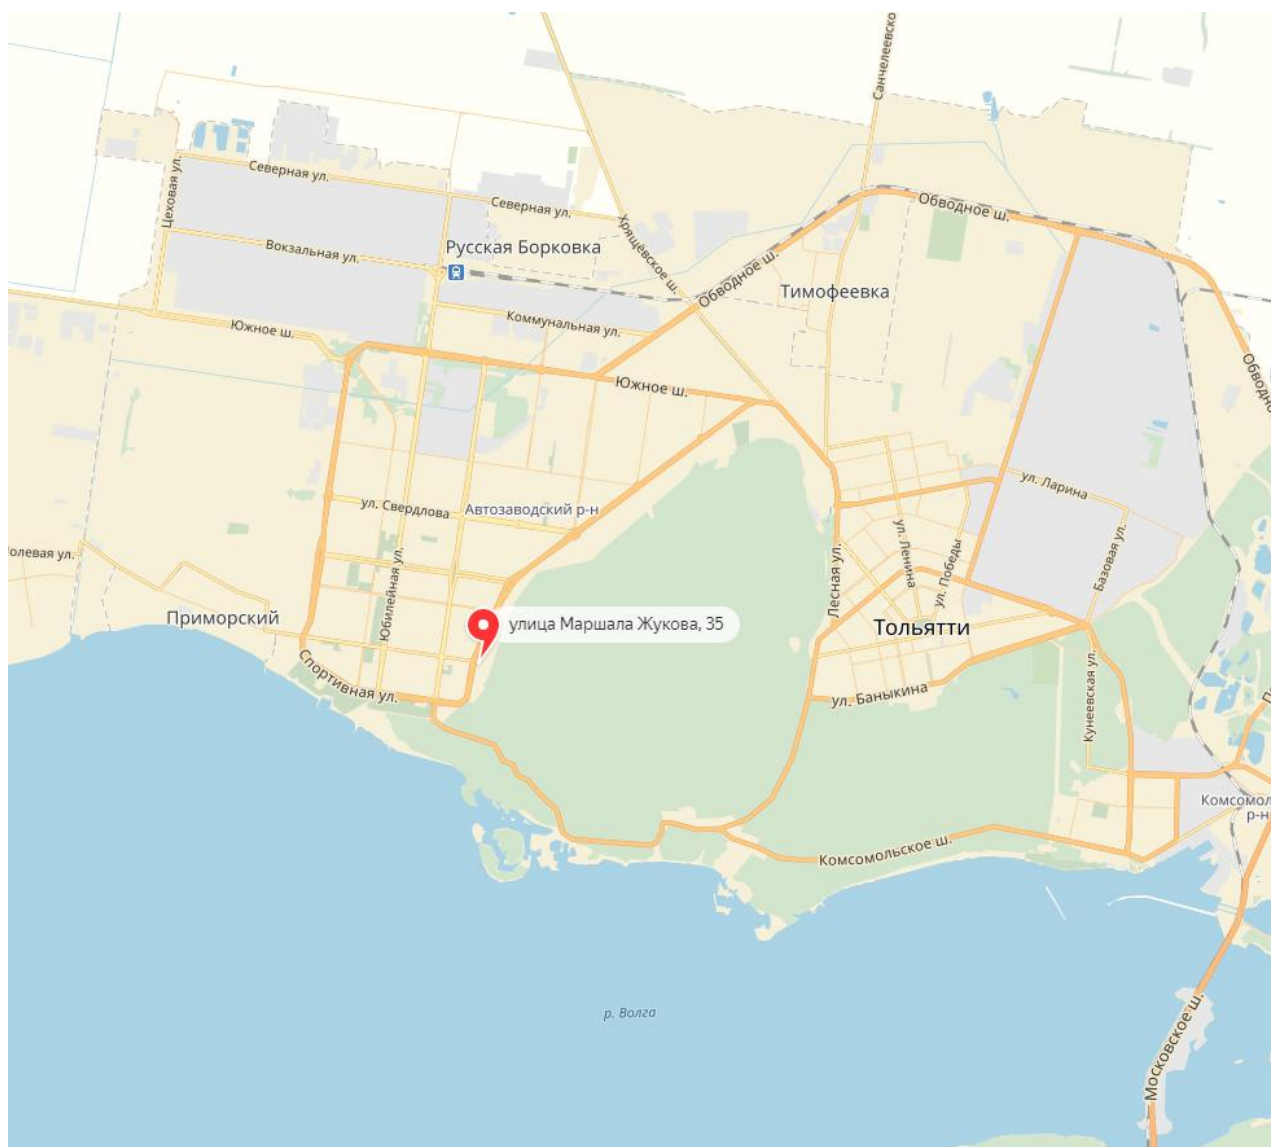 Санчелеевско
Северная ул.
Цеховая ул.
Северная ул.
Хрящёвское ш.
Обводное ш.
Русская Борковка
Вокзальная ул.
Обводное ш.
Тимофеевка
Коммунальная ул.
Южное ш.
Обводно
Южное ш.
ул. Ларина
ул. Свердлова
Автозаводский р-н
олевая ул.
Юбилейная ул.
Лесная ул.
ул. Ленина
ул. Победы
Базовая ул.
Приморский
улица Маршала Жукова, 35
Тольятти
Спортивная ул.
ул. Баныкина
Кунеевская ул.
Комсомол
р-н
Комсомольское ш.
р. Волга
Московское ш.